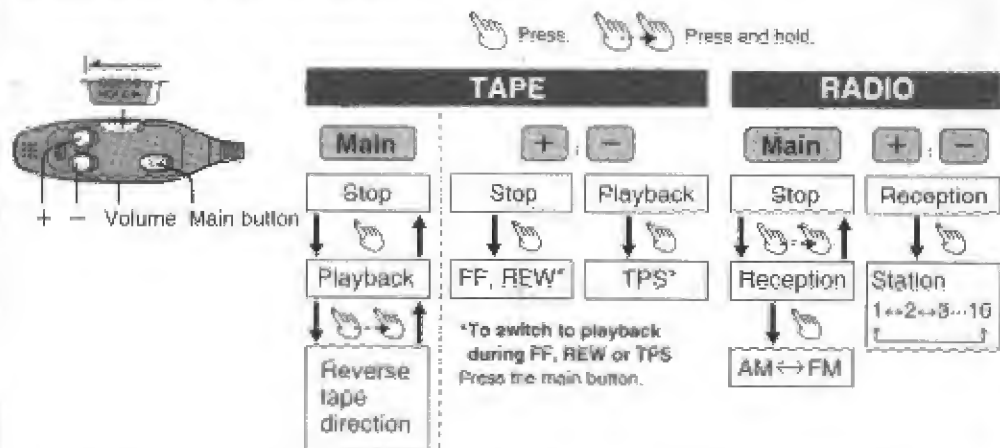 Press.
Press and hold.
TAPE
RADIO
Main
+ , −
Main
+ , −
+ − Volume Main button
Stop
Stop
Playback
Stop
Reception
Playback
FF, REW*
TPS*
Reception
Station
1↔2↔3···10
Reverse
tape
direction
*To switch to playback
during FF, REW or TPS
Press the main button.
AM↔FM